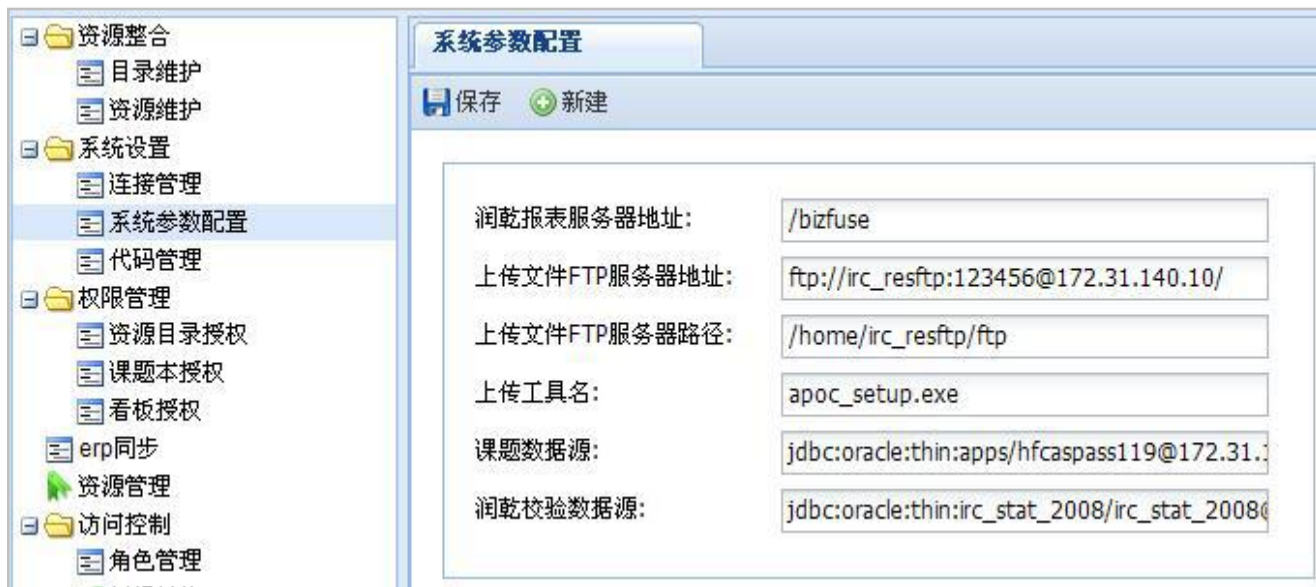 资源整合
目录维护
资源维护
系统设置
连接管理
系统参数配置
代码管理
权限管理
资源目录授权
课题本授权
看板授权
erp同步
资源管理
访问控制
角色管理
系统参数配置
保存 新建
润乾报表服务器地址: /bizfuse
上传文件FTP服务器地址: ftp://irc_resftp:123456@172.31.140.10/
上传文件FTP服务器路径: /home/irc_resftp/ftp
上传工具名: apoc_setup.exe
课题数据源: jdbc:oracle:thin:apps/hfcaspass119@172.31.
润乾校验数据源: jdbc:oracle:thin:irc_stat_2008/irc_stat_2008